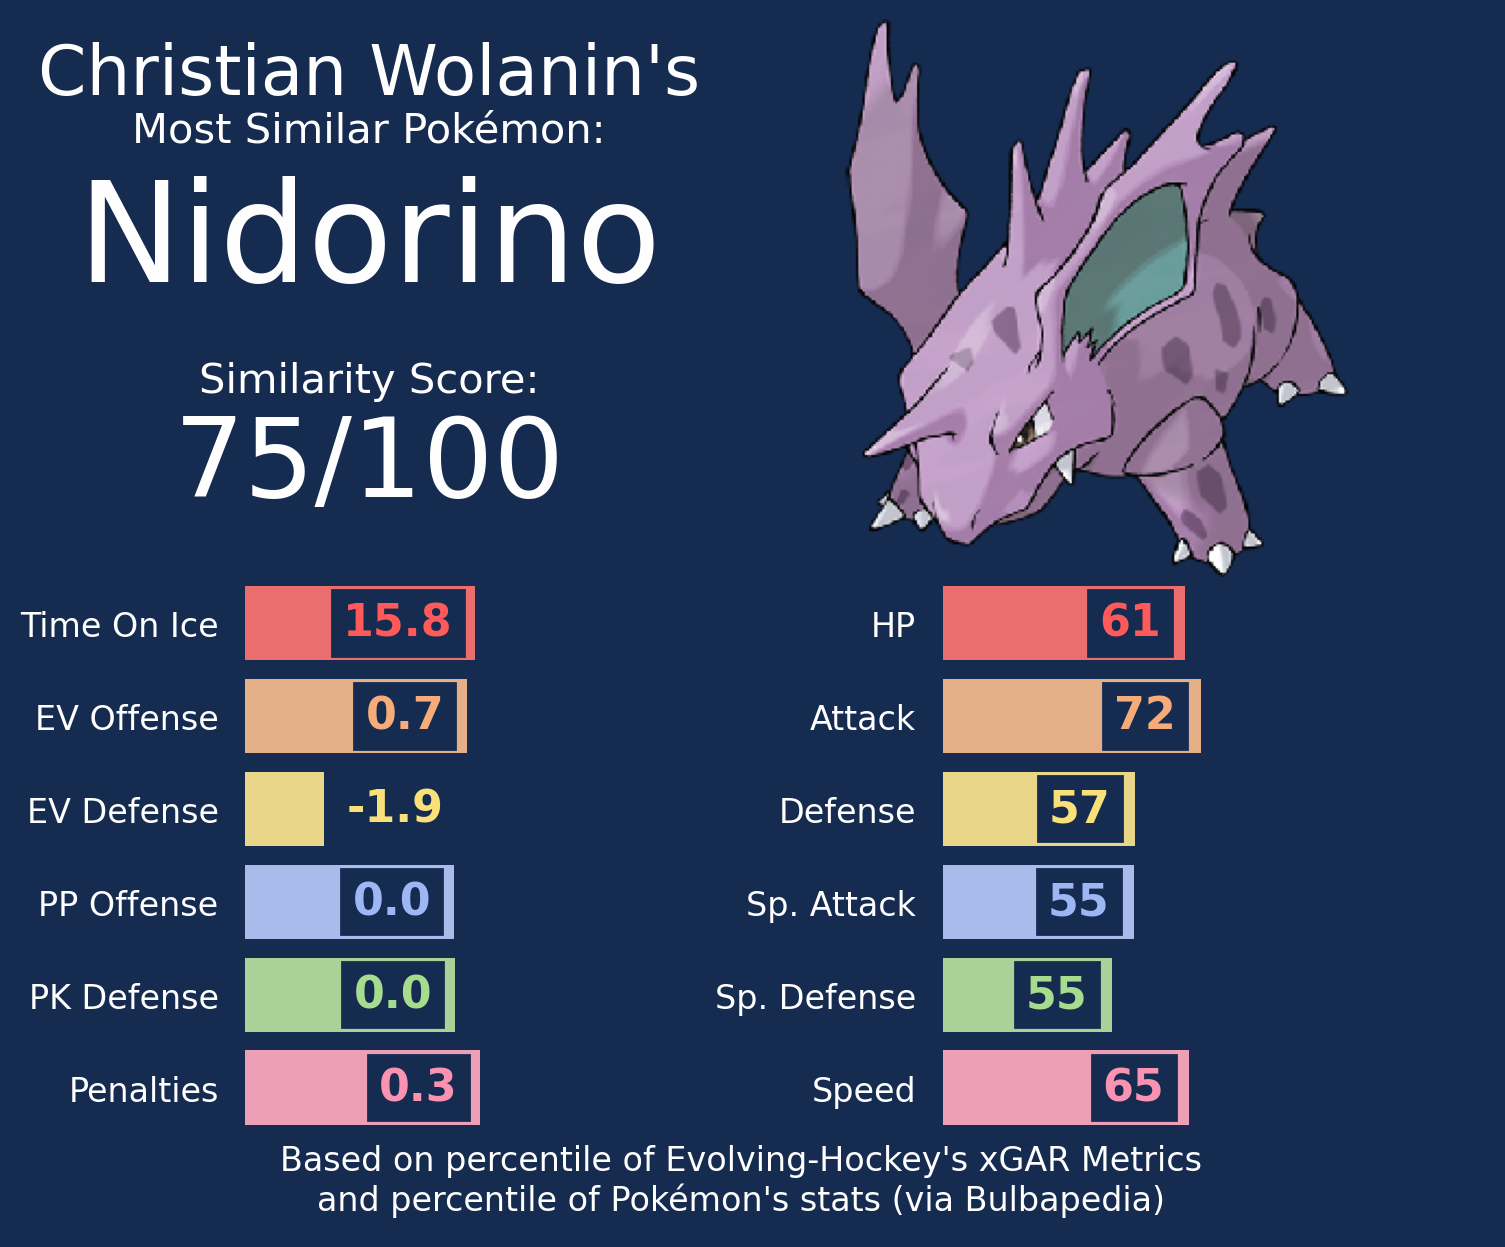 Christian Wolanin's
Most Similar Pokémon:
Nidorino
Similarity Score:
75/100
Time On Ice 15.8
EV Offense 0.7
EV Defense -1.9
PP Offense 0.0
PK Defense 0.0
Penalties 0.3
HP 61
Attack 72
Defense 57
Sp. Attack 55
Sp. Defense 55
Speed 65
Based on percentile of Evolving-Hockey's xGAR Metrics
and percentile of Pokémon's stats (via Bulbapedia)